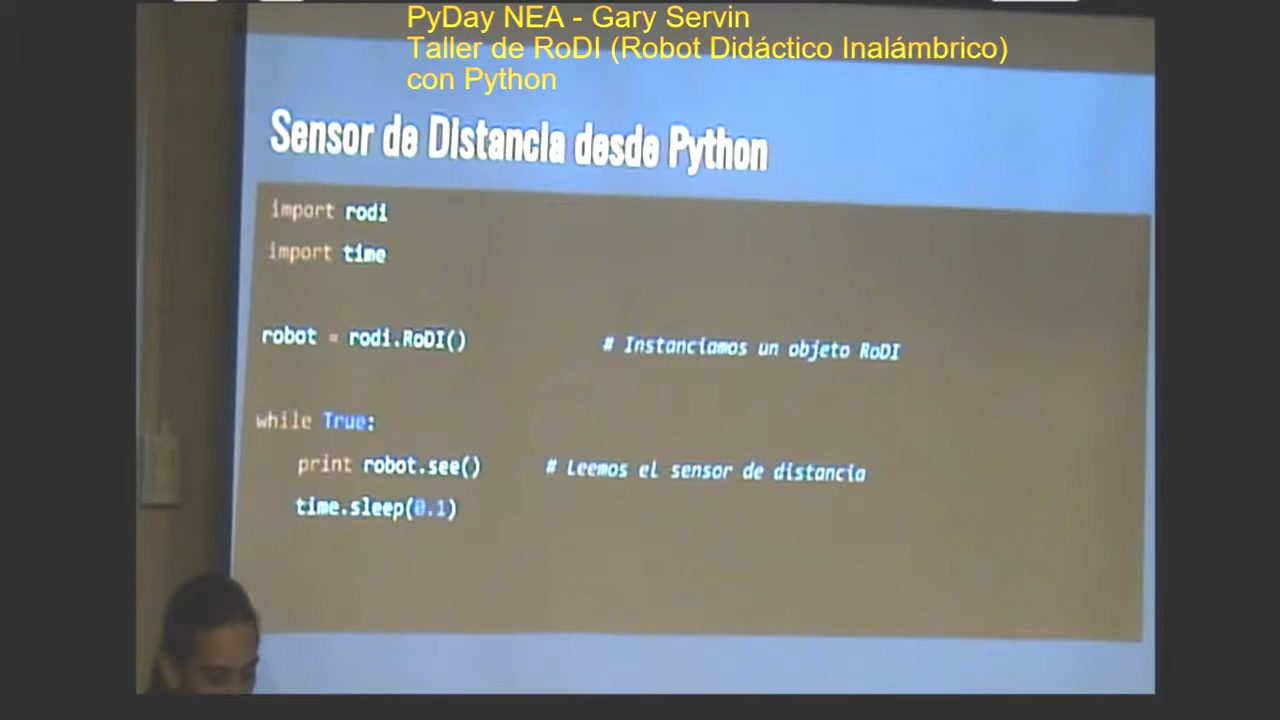 PyDay NEA - Gary Servin
Taller de RoDI (Robot Didáctico Inalámbrico)
con Python
Sensor de Distancia desde Python
import rodi
import time
robot = rodi.RoDI() # Instanciamos un objeto RoDI
while True:
print robot.see() # Leemos el sensor de distancia
time.sleep(0.1)